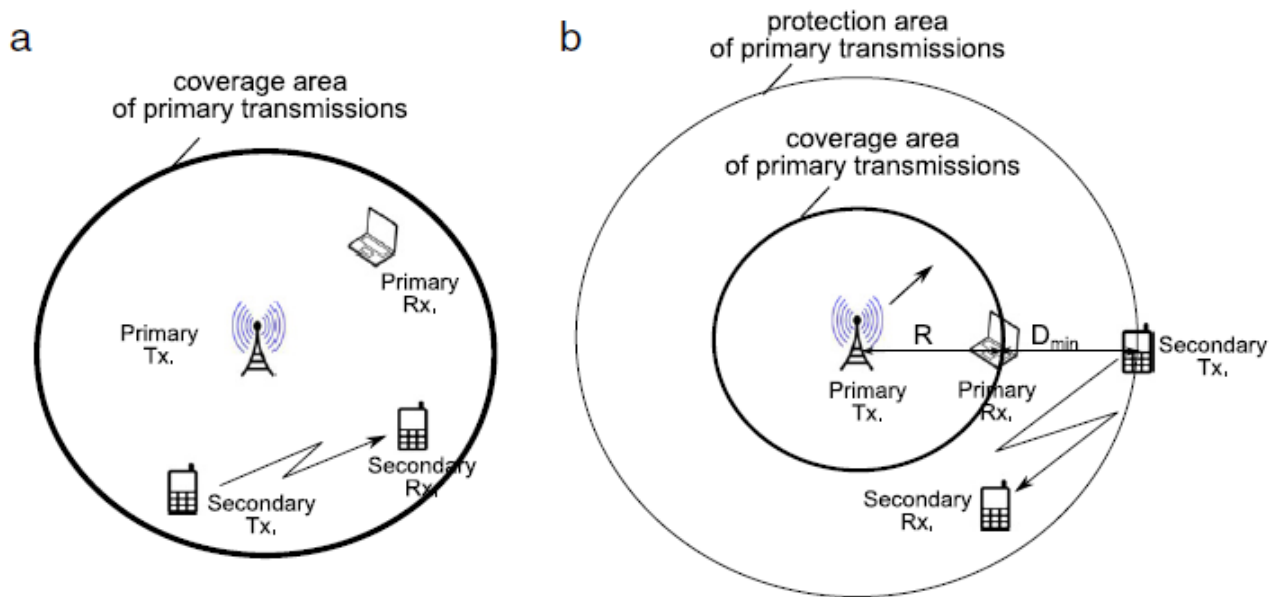 a
coverage area
of primary transmissions
Primary
Rx.
Primary
Tx.
Secondary
Rx.
Secondary
Tx.
b
protection area
of primary transmissions
coverage area
of primary transmissions
R
Dmin
Primary
Tx.
Primary
Rx.
Secondary
Tx.
Secondary
Rx.